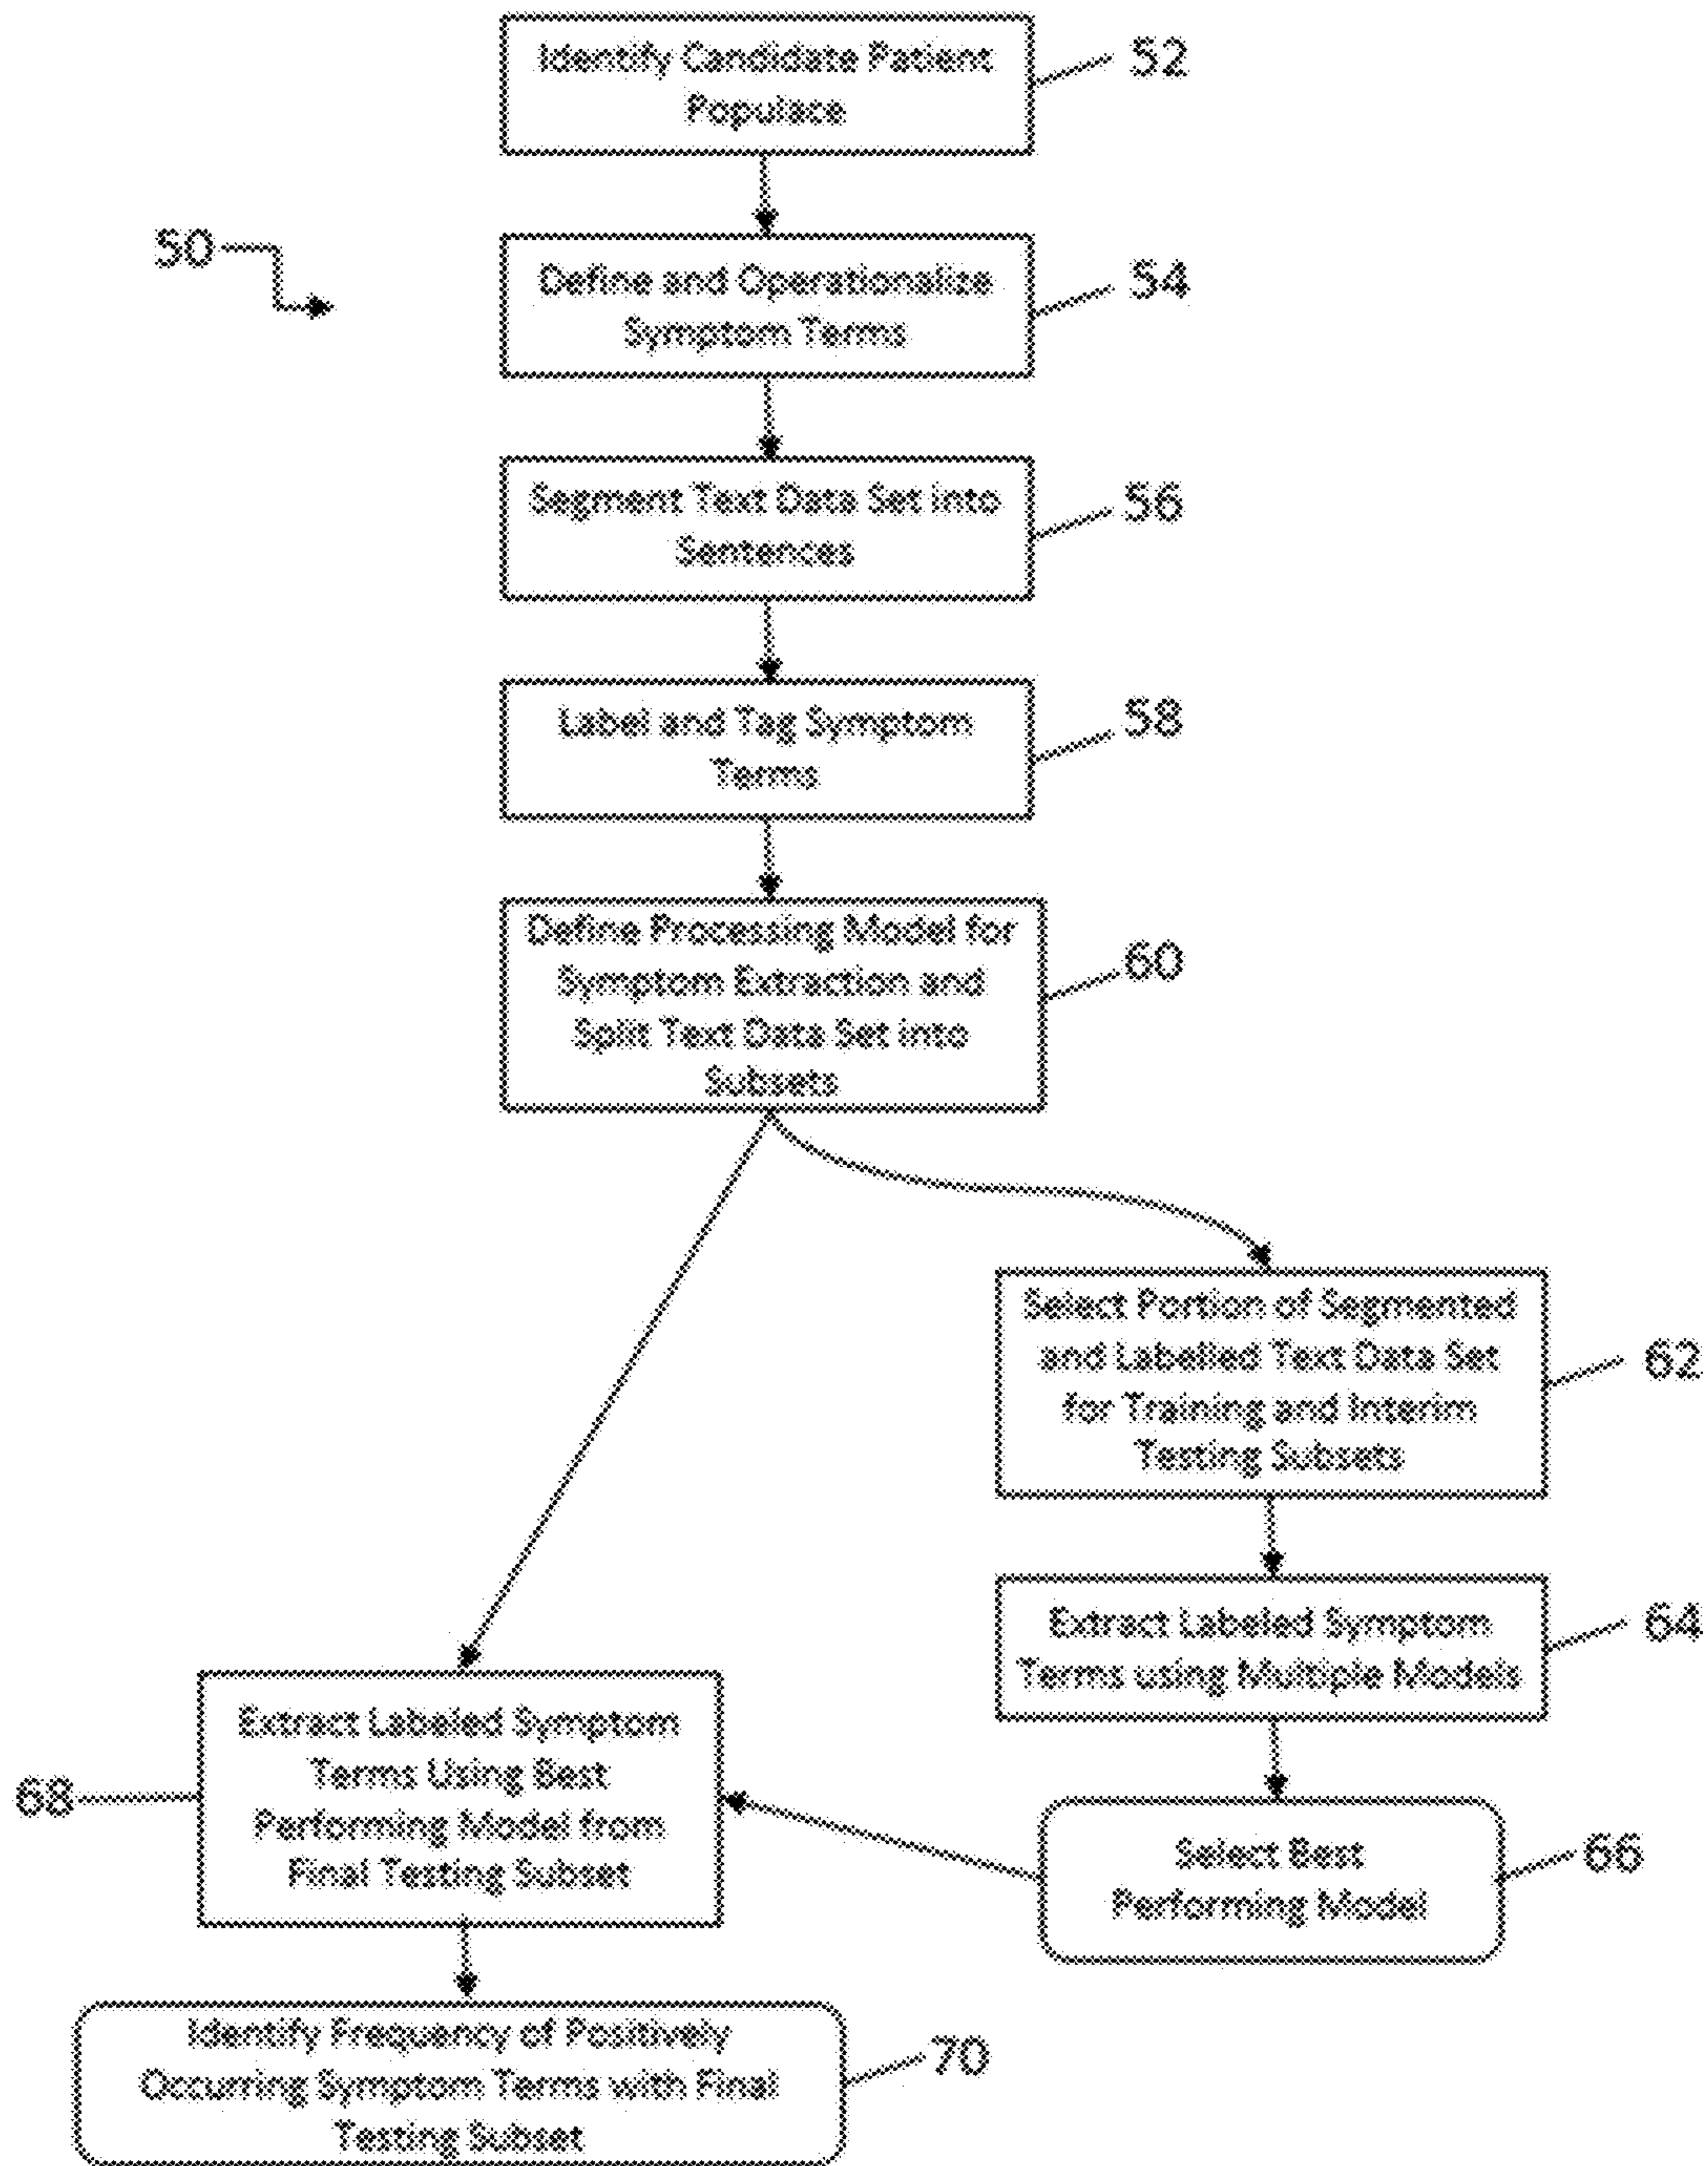 Identify Candidate Patient
Populace
52
50
Define and Operationalize
Symptom Terms
54
Segment Text Data Set into
Sentences
56
Label and Tag Symptom
Terms
58
Define Processing Model for
Symptom Extraction and
Split Text Data Set into
Subsets
60
Select Portion of Segmented
and Labelled Text Data Set
for Training and Interim
Testing Subsets
62
Extract Labeled Symptom
Terms using Multiple Models
64
Select Best
Performing Model
66
Extract Labeled Symptom
Terms Using Best
Performing Model from
Final Testing Subset
68
Identify Frequency of Positively
Occurring Symptom Terms with Final
Testing Subset
70